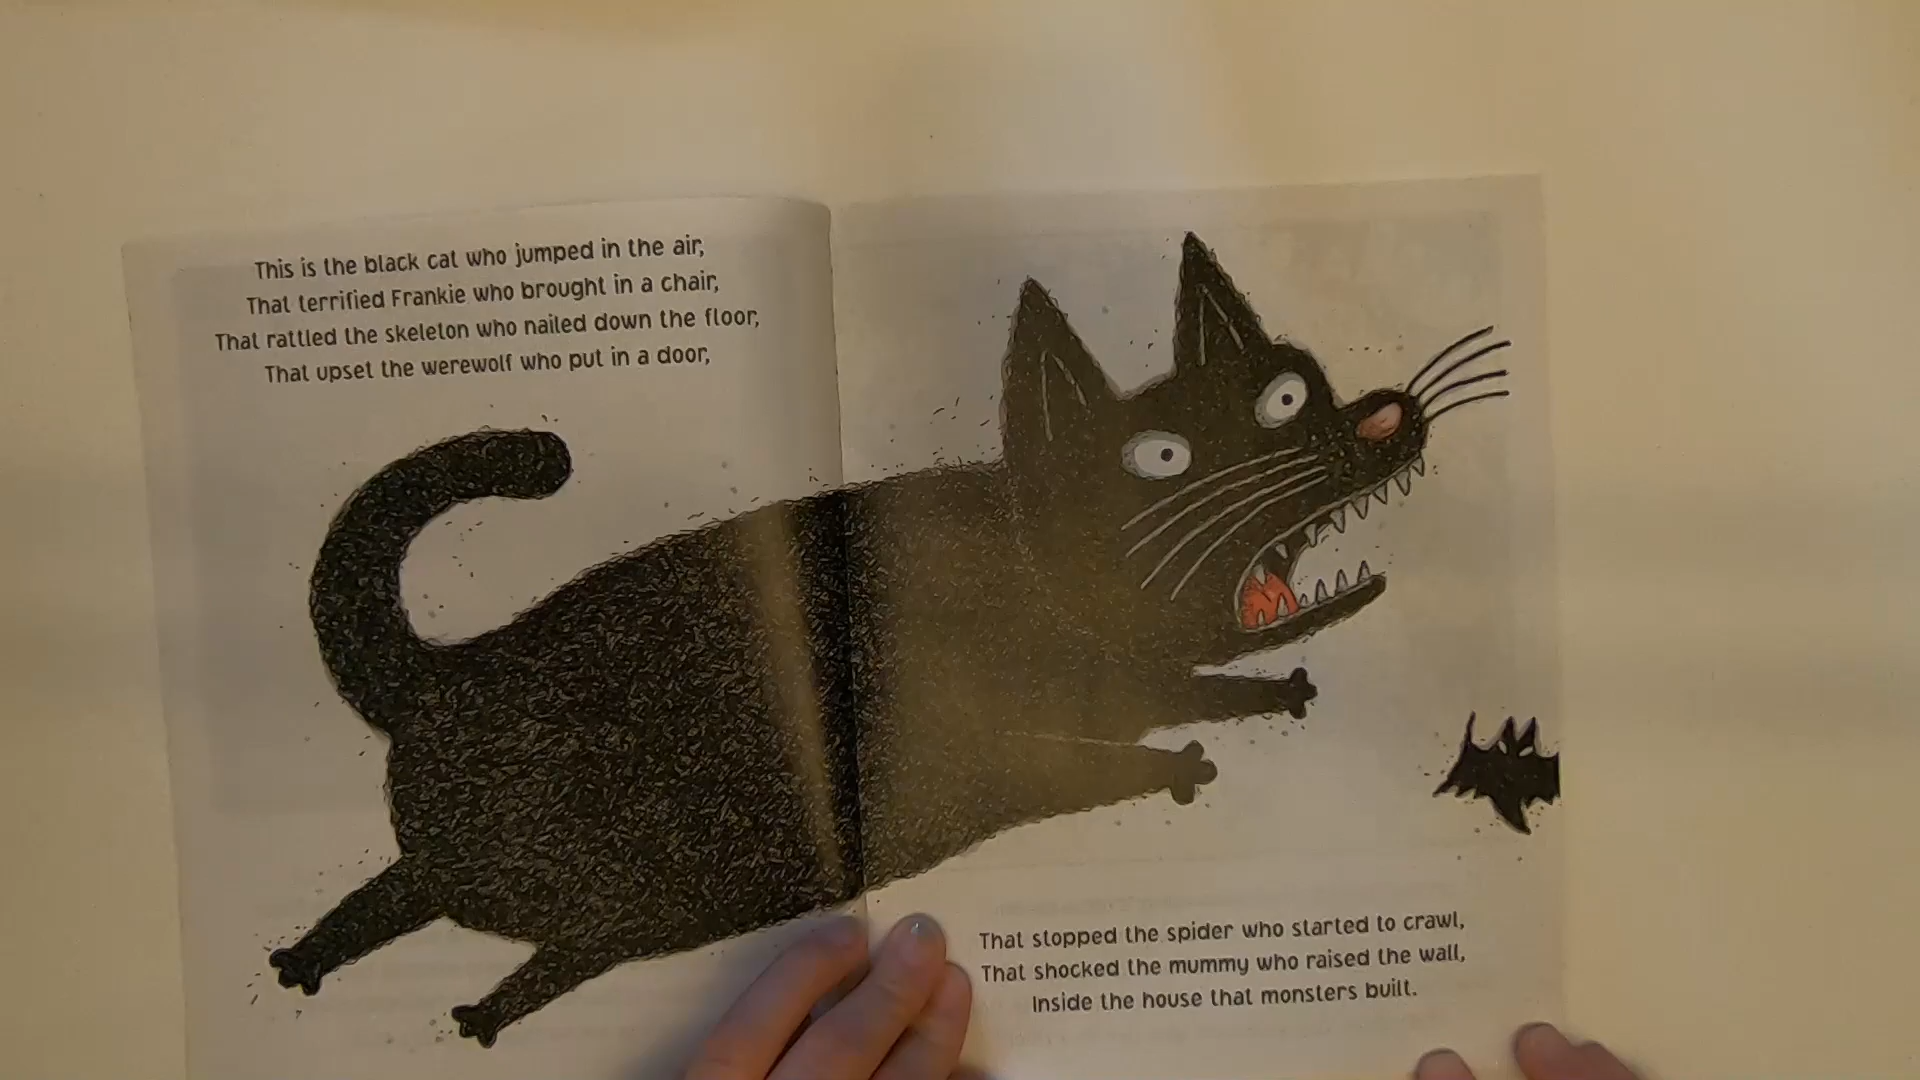 This is the black cat who jumped in the air,
That terrified Frankie who brought in a chair,
That rattled the skeleton who nailed down the floor,
That upset the werewolf who put in a door,
That stopped the spider who started to crawl,
That shocked the mummy who raised the wall,
Inside the house that monsters built.